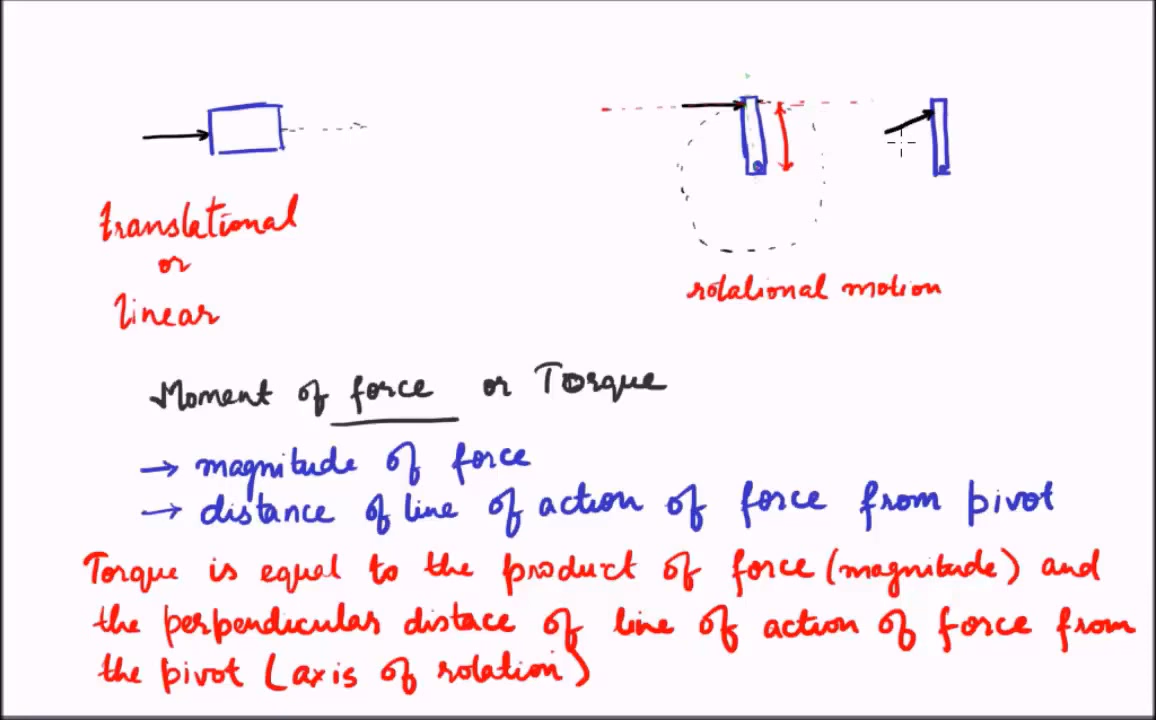 translational
or
linear
rotational motion
Moment of force or Torque
→ magnitude of force
→ distance of line of action of force from pivot
Torque is equal to the product of force (magnitude) and
the perpendicular distace of line of action of force from
the pivot (axis of rotation)